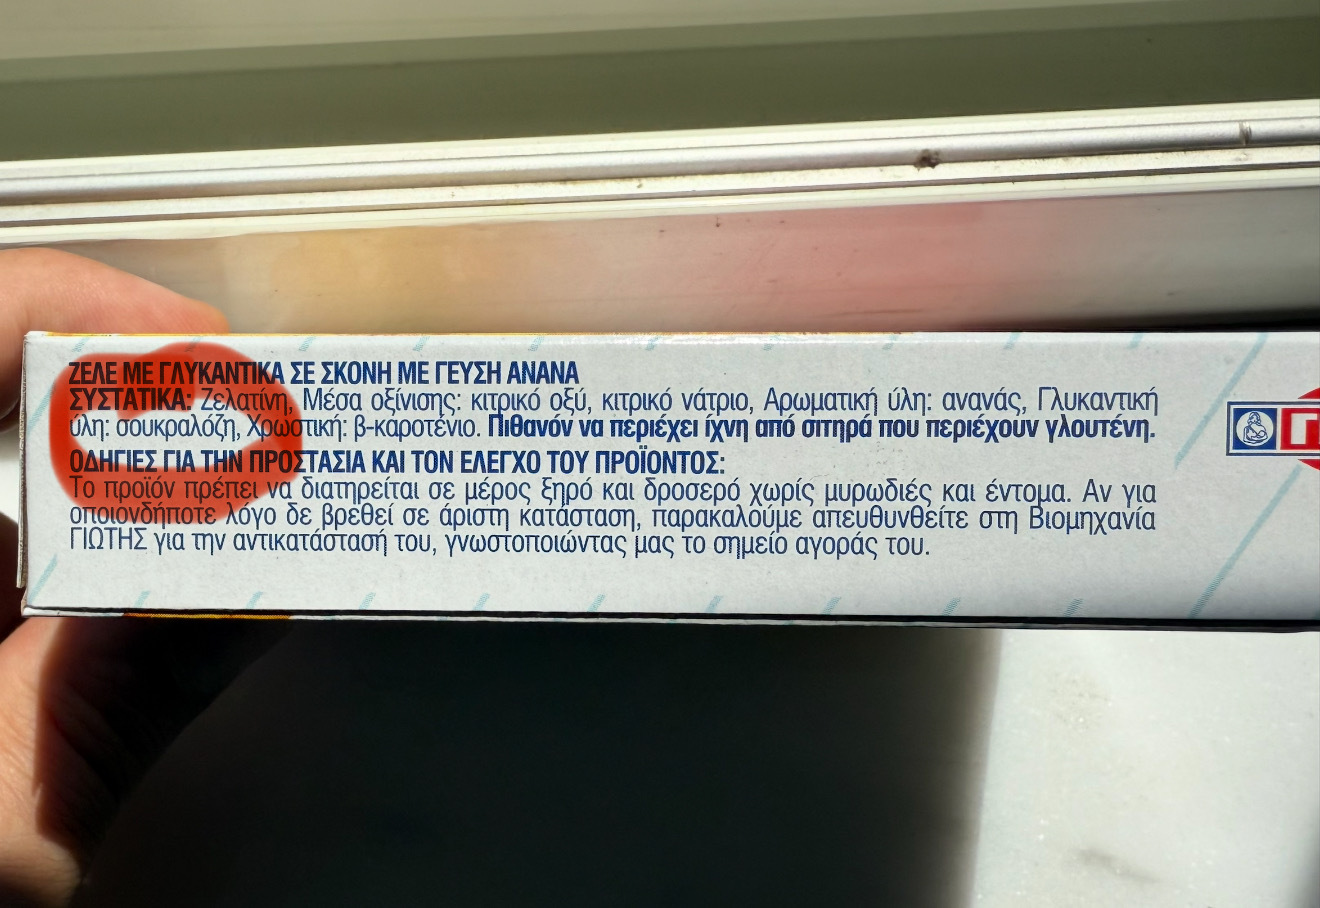 ΖΕΛΕ ΜΕ ΓΛΥΚΑΝΤΙΚΑ ΣΕ ΣΚΟΝΗ ΜΕ ΓΕΥΣΗ ΑΝΑΝΑ
ΣΥΣΤΑΤΙΚΑ: Ζελατίνη, Μέσα οξίνισης: κιτρικό οξύ, κιτρικό νάτριο, Αρωματική ύλη: ανανάς, Γλυκαντική
ύλη: σουκραλόζη, Χρωστική: β-καροτένιο. Πιθανόν να περιέχει ίχνη από σιτηρά που περιέχουν γλουτένη.
ΟΔΗΓΙΕΣ ΓΙΑ ΤΗΝ ΠΡΟΣΤΑΣΙΑ ΚΑΙ ΤΟΝ ΕΛΕΓΧΟ ΤΟΥ ΠΡΟΪΟΝΤΟΣ:
Το προϊόν πρέπει να διατηρείται σε μέρος ξηρό και δροσερό χωρίς μυρωδιές και έντομα. Αν για
οποιονδήποτε λόγο δε βρεθεί σε άριστη κατάσταση, παρακαλούμε απευθυνθείτε στη Βιομηχανία
ΓΙΩΤΗΣ για την αντικατάστασή του, γνωστοποιώντας μας το σημείο αγοράς του.